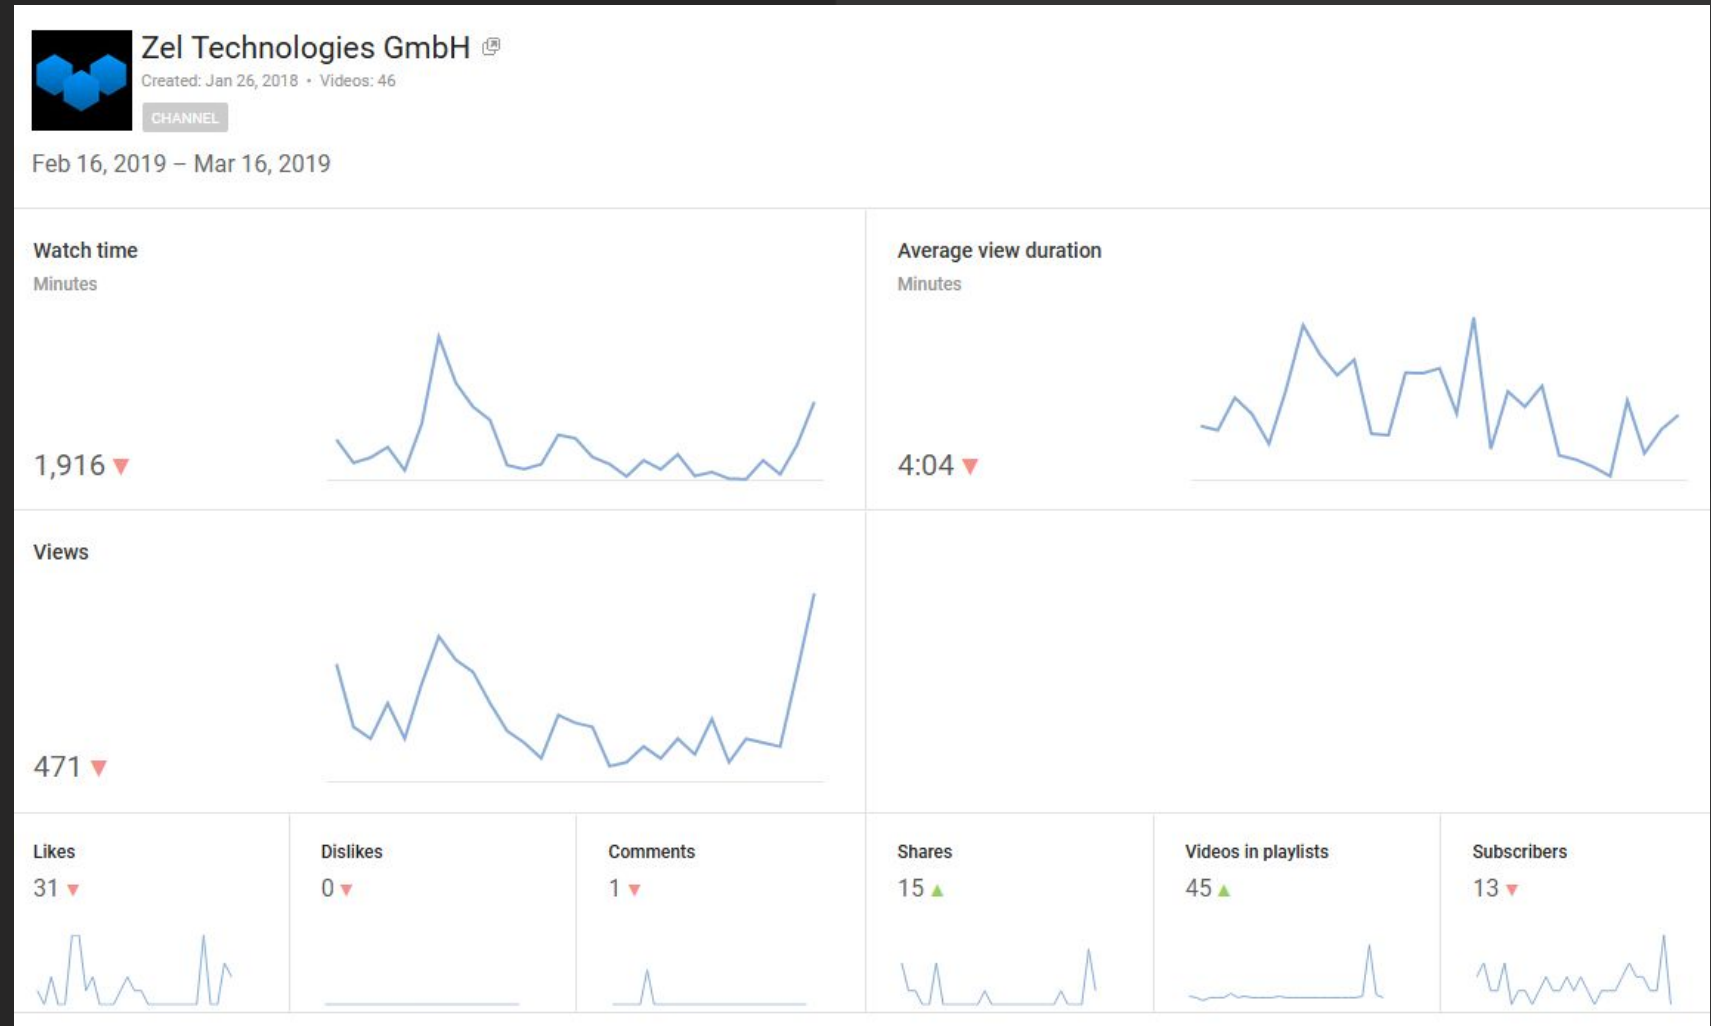 Zel Technologies GmbH
Created: Jan 26, 2018 • Videos: 46
CHANNEL
Feb 16, 2019 – Mar 16, 2019
Watch time
Minutes
1,916
Average view duration
Minutes
4:04
Views
471
Likes
31
Dislikes
0
Comments
1
Shares
15
Videos in playlists
45
Subscribers
13